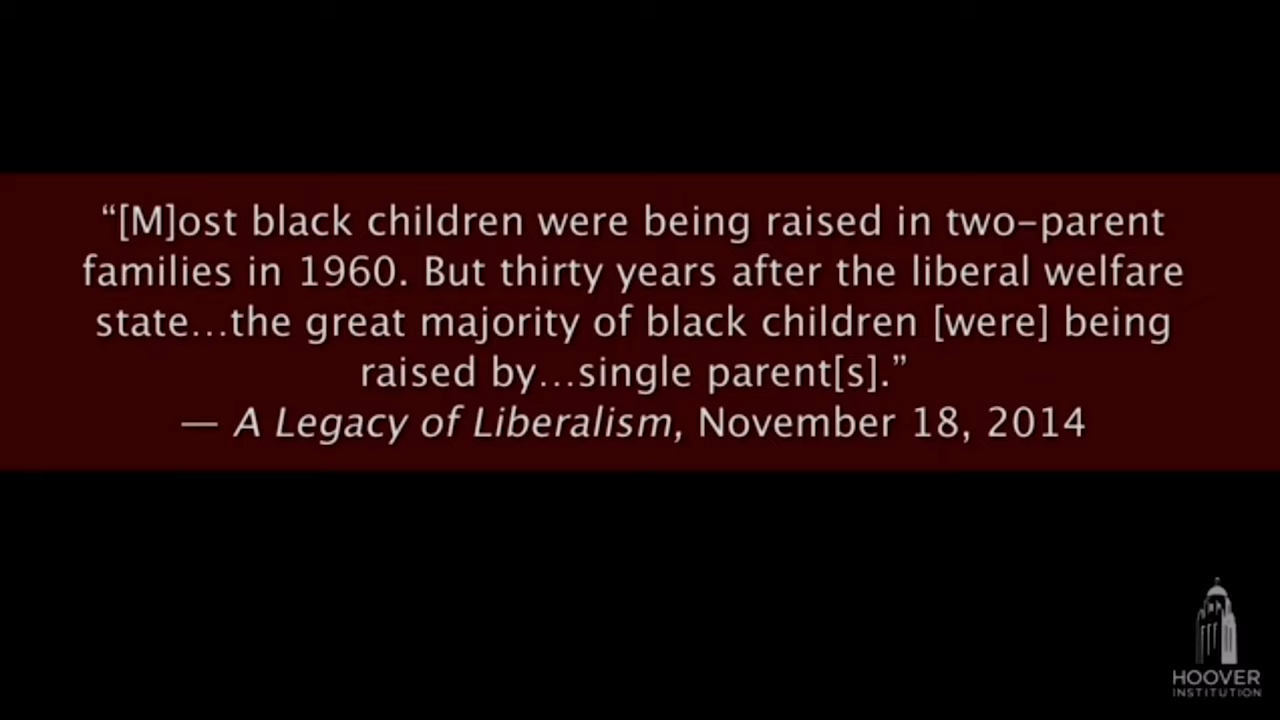 “[M]ost black children were being raised in two–parent
families in 1960. But thirty years after the liberal welfare
state…the great majority of black children [were] being
raised by…single parent[s].”
— A Legacy of Liberalism, November 18, 2014
HOOVER
INSTITUTION